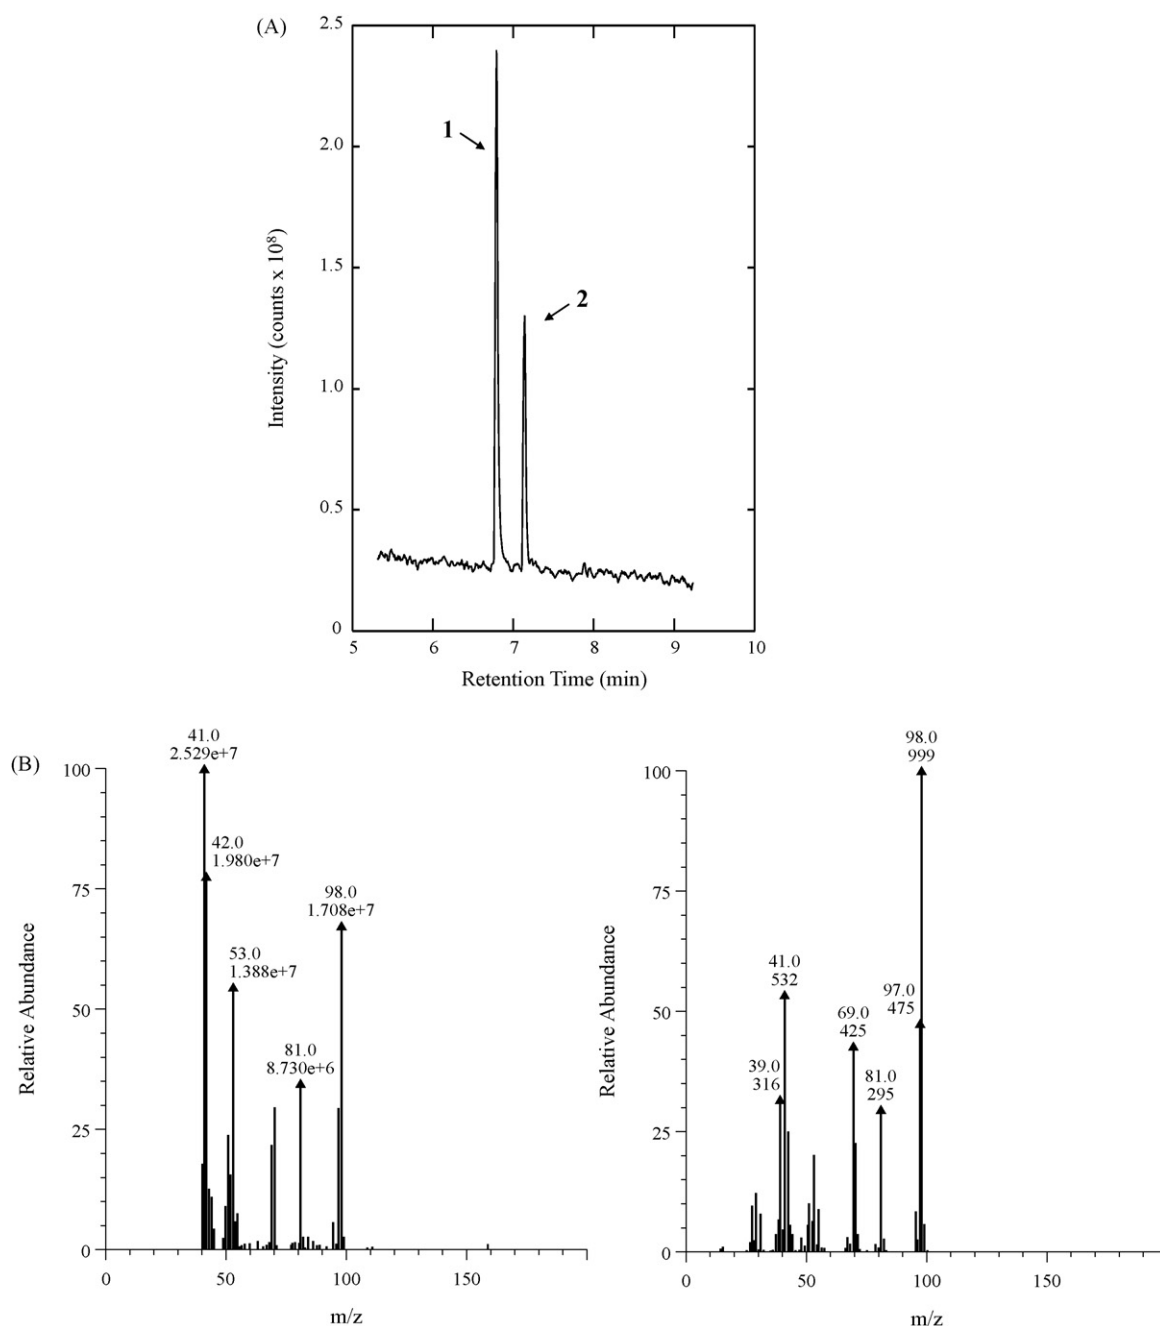 (A)
2.5
2.0
1.5
1.0
0.5
0
Intensity (counts x 10⁸)
1
2
5 6 7 8 9 10
Retention Time (min)
(B)
Relative Abundance
100
75
50
25
0
41.0
2.529e+7
42.0
1.980e+7
53.0
1.388e+7
81.0
8.730e+6
98.0
1.708e+7
0 50 100 150
m/z
Relative Abundance
100
75
50
25
0
98.0
999
41.0
532
39.0
316
69.0
425
81.0
295
97.0
475
0 50 100 150
m/z